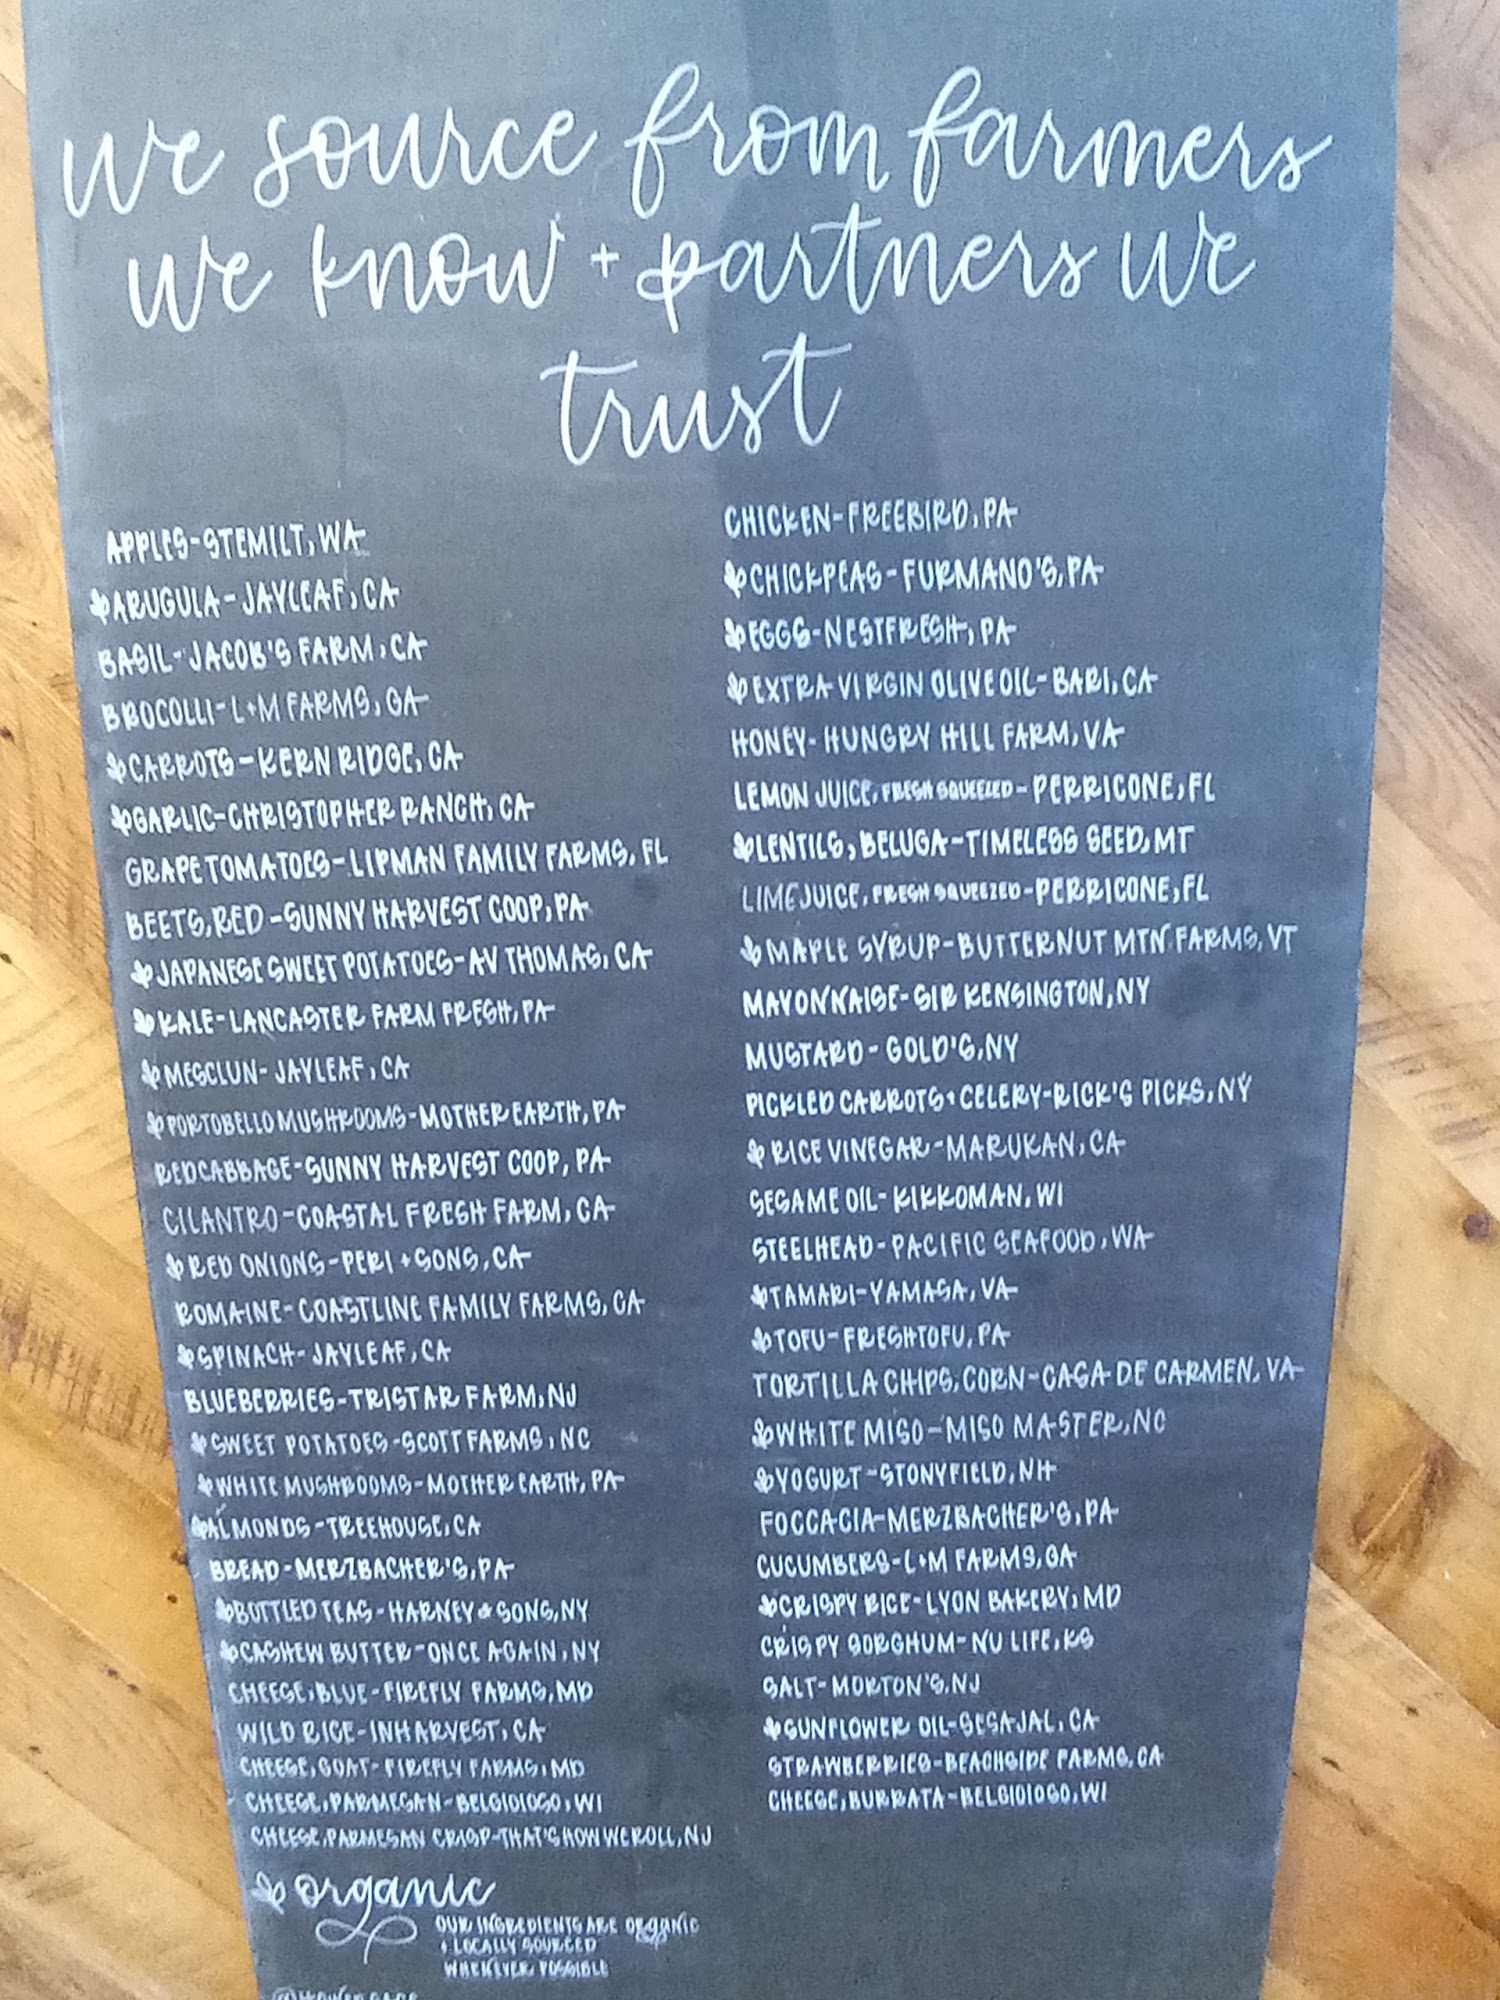 we source from farmers
we know + partners we
trust
APPLES-STEMILT, WA
ARUGULA-JAYLEAF, CA
BASIL-JACOB'S FARM, CA
BROCOLLI-L+M FARMS, GA
CARROTS-KERN RIDGE, CA
GARLIC-CHRISTOPHER RANCH, CA
GRAPE TOMATOES-LIPMAN FAMILY FARMS, FL
BEETS, RED-SUNNY HARVEST COOP, PA
JAPANESE SWEET POTATOES-AV THOMAS, CA
KALE-LANCASTER FARM FRESH, PA
MESCLUN-JAYLEAF, CA
PORTOBELLO MUSHROOMS-MOTHER EARTH, PA
RED CABBAGE-SUNNY HARVEST COOP, PA
CILANTRO-COASTAL FRESH FARM, CA
RED ONIONS-PERI+SONS, CA
ROMAINE-COASTLINE FAMILY FARMS, CA
SPINACH-JAYLEAF, CA
BLUEBERRIES-TRISTAR FARM, NJ
SWEET POTATOES-SCOTT FARMS, NC
WHITE MUSHROOMS-MOTHER EARTH, PA
ALMONDS-TREEHOUSE, CA
BREAD-MERZBACHER'S, PA
BOTTLED TEAS-HARNEY & SONS, NY
CASHEW BUTTER-ONCE AGAIN, NY
CHEESE, BLUE-FIREFLY FARMS, MD
WILD RICE-INHARVEST, CA
CHEESE, GOAT-FIREFLY FARMS, MD
CHEESE, PARMEGAN-BELGIOIOSO, WI
CHEESE, PARMESAN CRISP-THAT'S HOW WE ROLL, NJ
CHICKEN-FREEBIRD, PA
CHICKPEAS-FURMANO'S, PA
EGGS-NESTFRESH, PA
EXTRA VIRGIN OLIVE OIL-BARI, CA
HONEY-HUNGRY HILL FARM, VA
LEMON JUICE, FRESH SQUEEZED-PERRICONE, FL
LENTILS, BELUGA-TIMELESS SEED, MT
LIME JUICE, FRESH SQUEEZED-PERRICONE, FL
MAPLE SYRUP-BUTTERNUT MTN FARMS, VT
MAYONNAISE-SIR KENSINGTON, NY
MUSTARD-GOLD'S, NY
PICKLED CARROTS+CELERY-RICK'S PICKS, NY
RICE VINEGAR-MARUKAN, CA
SESAME OIL-KIKKOMAN, WI
STEELHEAD-PACIFIC SEAFOOD, WA
TAMARI-YAMASA, VA
TOFU-FRESHTOFU, PA
TORTILLA CHIPS, CORN-CASA DE CARMEN, VA
WHITE MISO-MISO MASTER, NC
YOGURT-STONYFIELD, NH
FOCCACIA-MERZBACHER'S, PA
CUCUMBERS-L+M FARMS, GA
CRISPY RICE-LYON BAKERY, MD
CRISPY SORGHUM-NU LIFE, KS
SALT-MORTON'S, NJ
SUNFLOWER OIL-SESAJAL, CA
STRAWBERRIES-BEACHSIDE FARMS, CA
CHEESE, BURRATA-BELGIOIOSO, WI
organic
OUR INGREDIENTS ARE ORGANIC
+ LOCALLY SOURCED
WHENEVER POSSIBLE